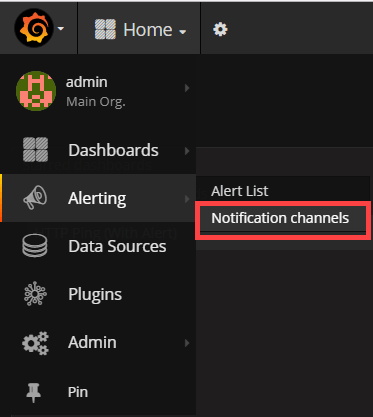 Home
admin
Main Org.
Dashboards
Alerting
Alert List
Notification channels
Data Sources
Plugins
Admin
Pin